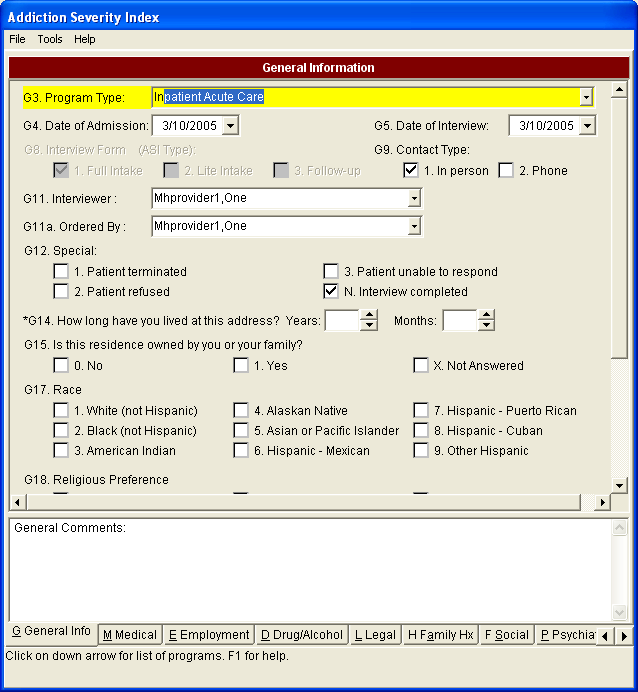 Addiction Severity Index
File Tools Help
General Information
G3. Program Type: Inpatient Acute Care
G4. Date of Admission: 3/10/2005 G5. Date of Interview: 3/10/2005
G8. Interview Form (ASI Type): G9. Contact Type:
1. Full Intake 2. Lite Intake 3. Follow-up 1. In person 2. Phone
G11. Interviewer : Mhprovider1,One
G11a. Ordered By : Mhprovider1,One
G12. Special:
1. Patient terminated 3. Patient unable to respond
2. Patient refused N. Interview completed
*G14. How long have you lived at this address? Years: Months:
G15. Is this residence owned by you or your family?
0. No 1. Yes X. Not Answered
G17. Race
1. White (not Hispanic) 4. Alaskan Native 7. Hispanic - Puerto Rican
2. Black (not Hispanic) 5. Asian or Pacific Islander 8. Hispanic - Cuban
3. American Indian 6. Hispanic - Mexican 9. Other Hispanic
G18. Religious Preference
General Comments:
G General Info M Medical E Employment D Drug/Alcohol L Legal H Family Hx F Social P Psychia
Click on down arrow for list of programs. F1 for help.